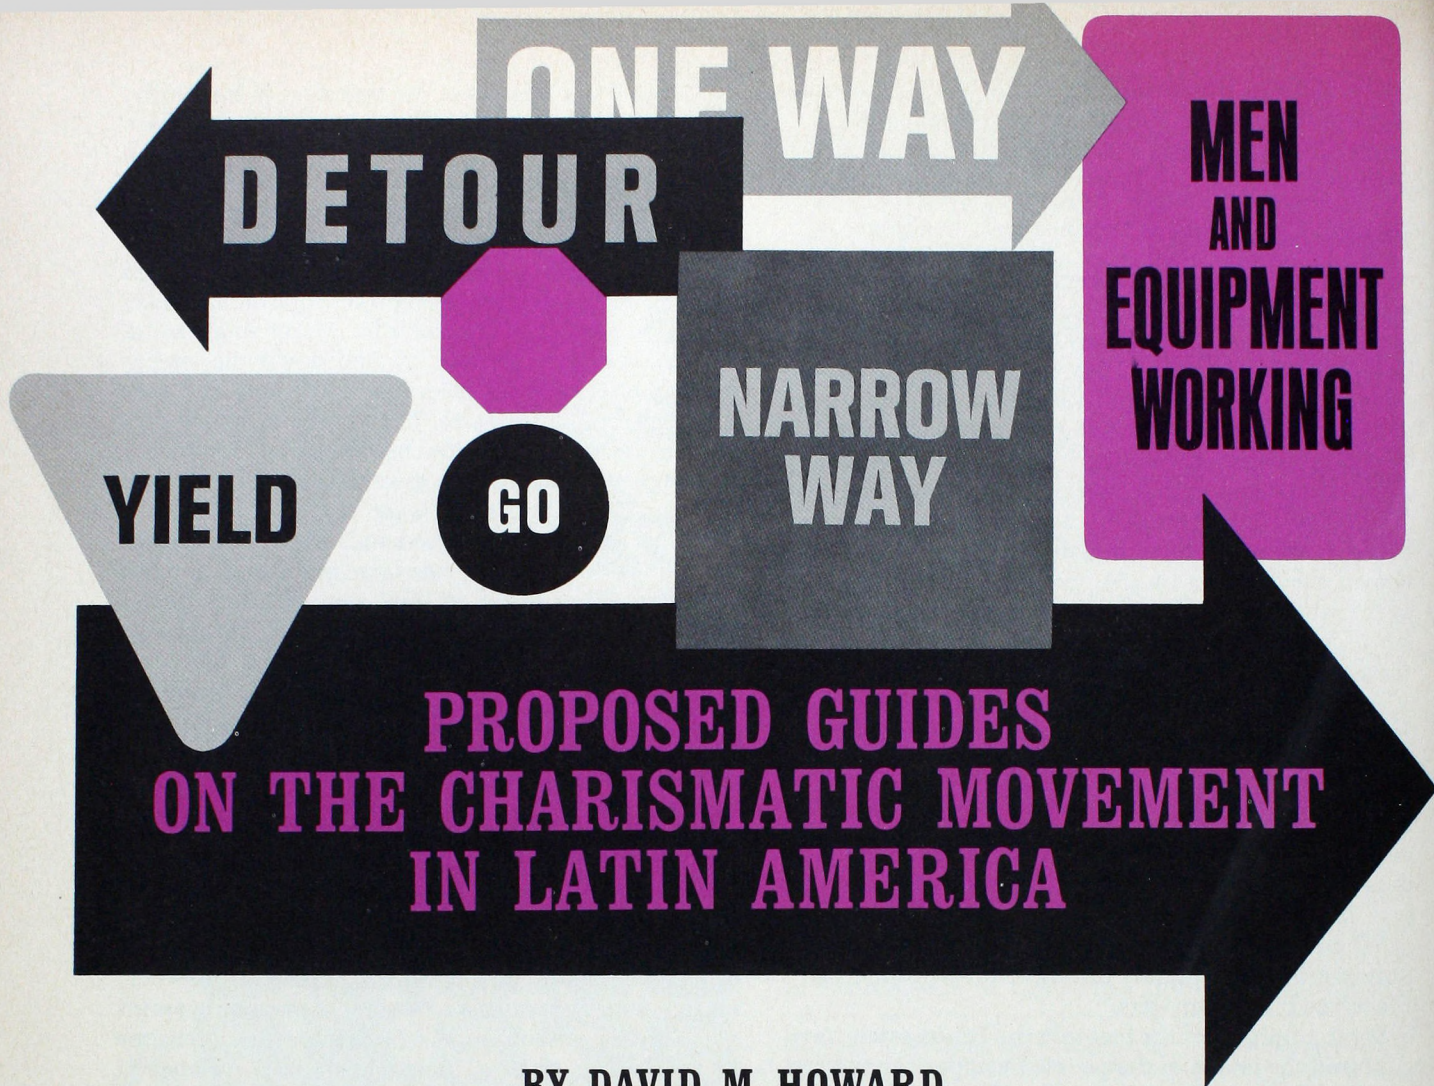 ONE WAY
DETOUR
MEN
AND
EQUIPMENT
WORKING
NARROW
WAY
YIELD
GO
PROPOSED GUIDES
ON THE CHARISMATIC MOVEMENT
IN LATIN AMERICA
BY DAVID M. HOWARD